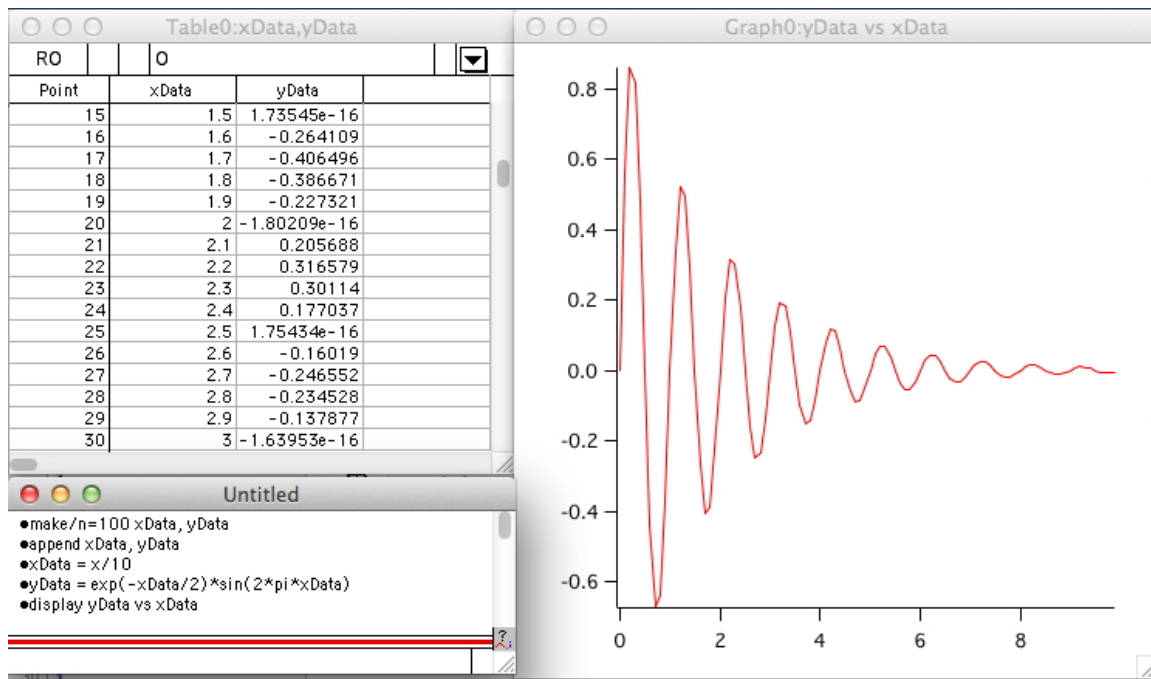 Table0:xData,yData
R0 0
Point xData yData
15 1.5 1.73545e-16
16 1.6 -0.264109
17 1.7 -0.406496
18 1.8 -0.386671
19 1.9 -0.227321
20 2 -1.80209e-16
21 2.1 0.205688
22 2.2 0.316579
23 2.3 0.30114
24 2.4 0.177037
25 2.5 1.75434e-16
26 2.6 -0.16019
27 2.7 -0.246552
28 2.8 -0.234528
29 2.9 -0.137877
30 3 -1.63953e-16
Untitled
•make/n=100 xData, yData
•append xData, yData
•xData = x/10
•yData = exp(-xData/2)*sin(2*pi*xData)
•display yData vs xData
?
Graph0:yData vs xData
0.8
0.6
0.4
0.2
0.0
-0.2
-0.4
-0.6
0 2 4 6 8